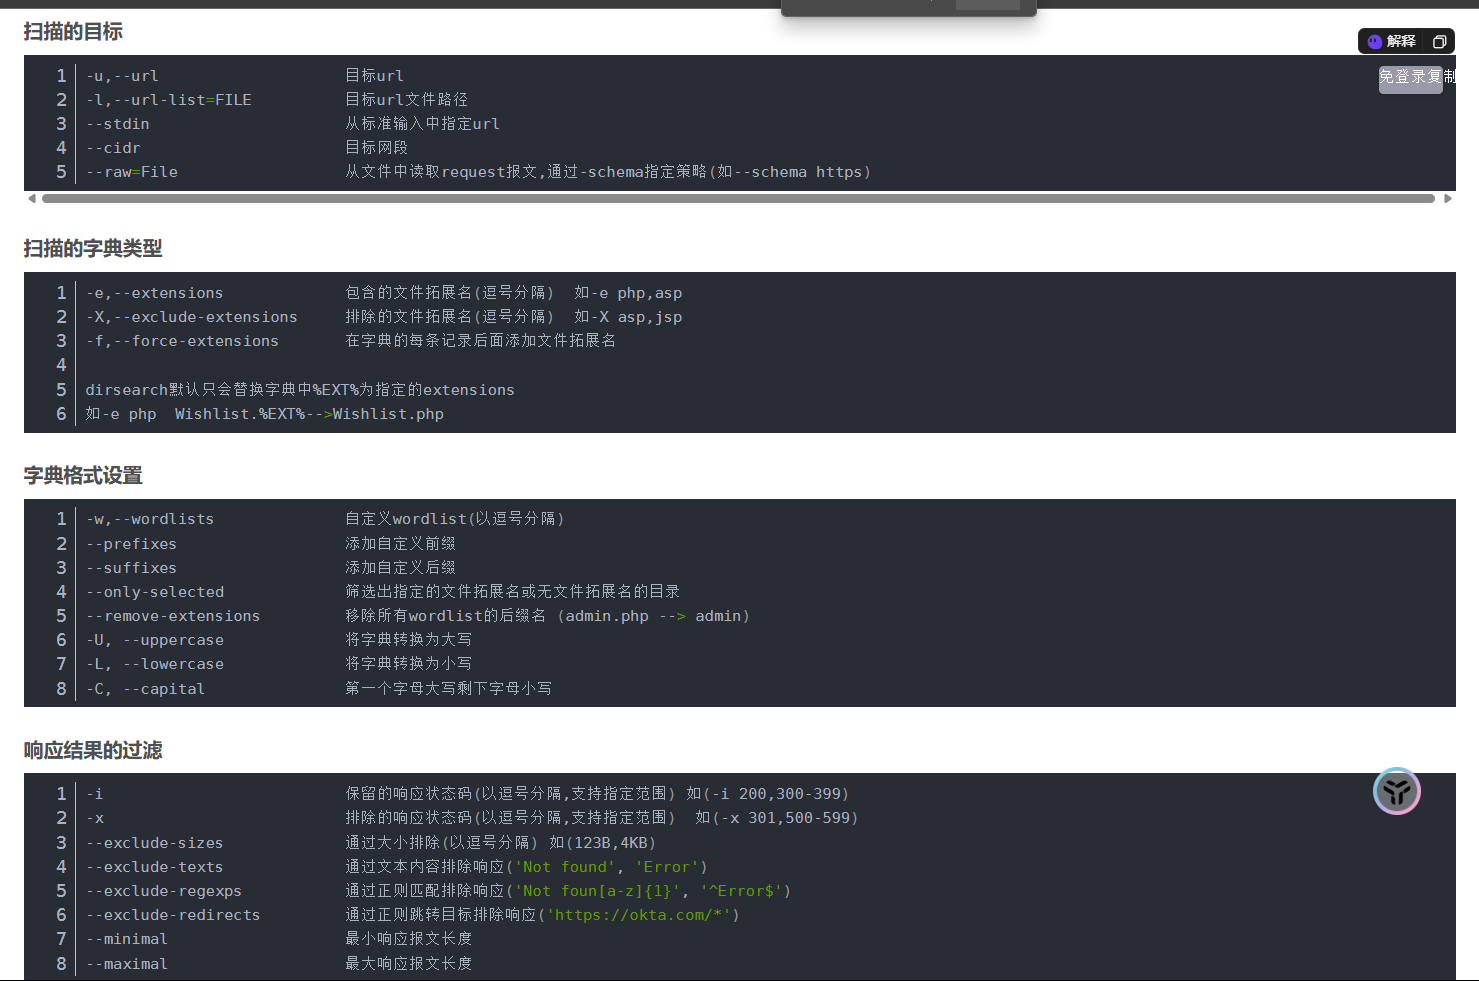 扫描的目标
解释
免登录复制
1 -u,--url 目标url
2 -l,--url-list=FILE 目标url文件路径
3 --stdin 从标准输入中指定url
4 --cidr 目标网段
5 --raw=File 从文件中读取request报文,通过-schema指定策略(如--schema https)
扫描的字典类型
1 -e,--extensions 包含的文件拓展名(逗号分隔) 如-e php,asp
2 -X,--exclude-extensions 排除的文件拓展名(逗号分隔) 如-X asp,jsp
3 -f,--force-extensions 在字典的每条记录后面添加文件拓展名
4
5 dirsearch默认只会替换字典中%EXT%为指定的extensions
6 如-e php Wishlist.%EXT%-->Wishlist.php
字典格式设置
1 -w,--wordlists 自定义wordlist(以逗号分隔)
2 --prefixes 添加自定义前缀
3 --suffixes 添加自定义后缀
4 --only-selected 筛选出指定的文件拓展名或无文件拓展名的目录
5 --remove-extensions 移除所有wordlist的后缀名 (admin.php --> admin)
6 -U, --uppercase 将字典转换为大写
7 -L, --lowercase 将字典转换为小写
8 -C, --capital 第一个字母大写剩下字母小写
响应结果的过滤
1 -i 保留的响应状态码(以逗号分隔,支持指定范围) 如(-i 200,300-399)
2 -x 排除的响应状态码(以逗号分隔,支持指定范围) 如(-x 301,500-599)
3 --exclude-sizes 通过大小排除(以逗号分隔) 如(123B,4KB)
4 --exclude-texts 通过文本内容排除响应('Not found', 'Error')
5 --exclude-regexps 通过正则匹配排除响应('Not foun[a-z]{1}', '^Error$')
6 --exclude-redirects 通过正则跳转目标排除响应('https://okta.com/*')
7 --minimal 最小响应报文长度
8 --maximal 最大响应报文长度